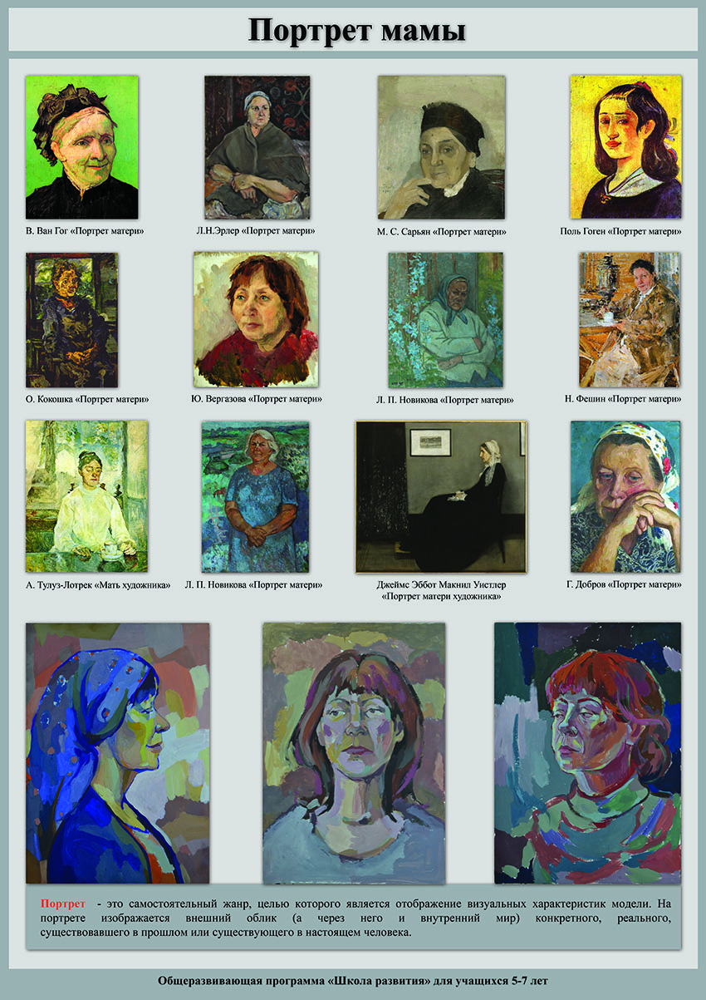 Портрет мамы
В. Ван Гог «Портрет матери»
Л.Н.Эрлер «Портрет матери»
М. С. Сарьян «Портрет матери»
Поль Гоген «Портрет матери»
О. Кокошка «Портрет матери»
Ю. Вергазова «Портрет матери»
Л. П. Новикова «Портрет матери»
Н. Фешин «Портрет матери»
А. Тулуз-Лотрек «Мать художника»
Л. П. Новикова «Портрет матери»
Джеймс Эббот Макнил Уистлер
«Портрет матери художника»
Г. Добров «Портрет матери»
Портрет - это самостоятельный жанр, целью которого является отображение визуальных характеристик модели. На
портрете изображается внешний облик (а через него и внутренний мир) конкретного, реального,
существовавшего в прошлом или существующего в настоящем человека.
Общеразвивающая программа «Школа развития» для учащихся 5-7 лет